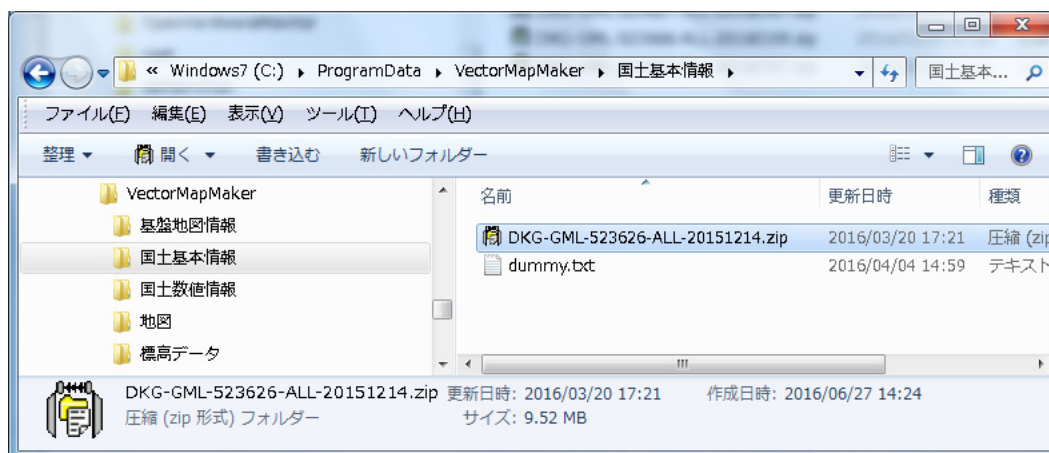 « Windows7 (C:) ▸ ProgramData ▸ VectorMapMaker ▸ 国土基本情報 ▸ 国土基本...
ファイル(F) 編集(E) 表示(V) ツール(T) ヘルプ(H)
整理 開く 書き込む 新しいフォルダー
VectorMapMaker
基盤地図情報
国土基本情報
国土数値情報
地図
標高データ
名前 更新日時 種類
DKG-GML-523626-ALL-20151214.zip 2016/03/20 17:21 圧縮 (zip
dummy.txt 2016/04/04 14:59 テキスト
DKG-GML-523626-ALL-20151214.zip 更新日時: 2016/03/20 17:21 作成日時: 2016/06/27 14:24
圧縮 (zip 形式) フォルダー サイズ: 9.52 MB